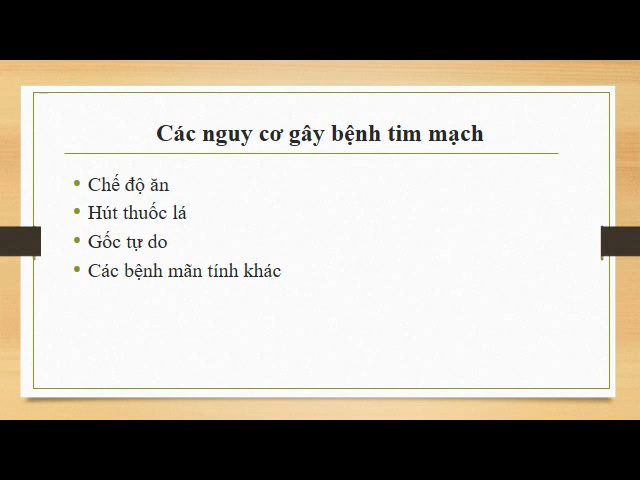 Các nguy cơ gây bệnh tim mạch
• Chế độ ăn
• Hút thuốc lá
• Gốc tự do
• Các bệnh mãn tính khác